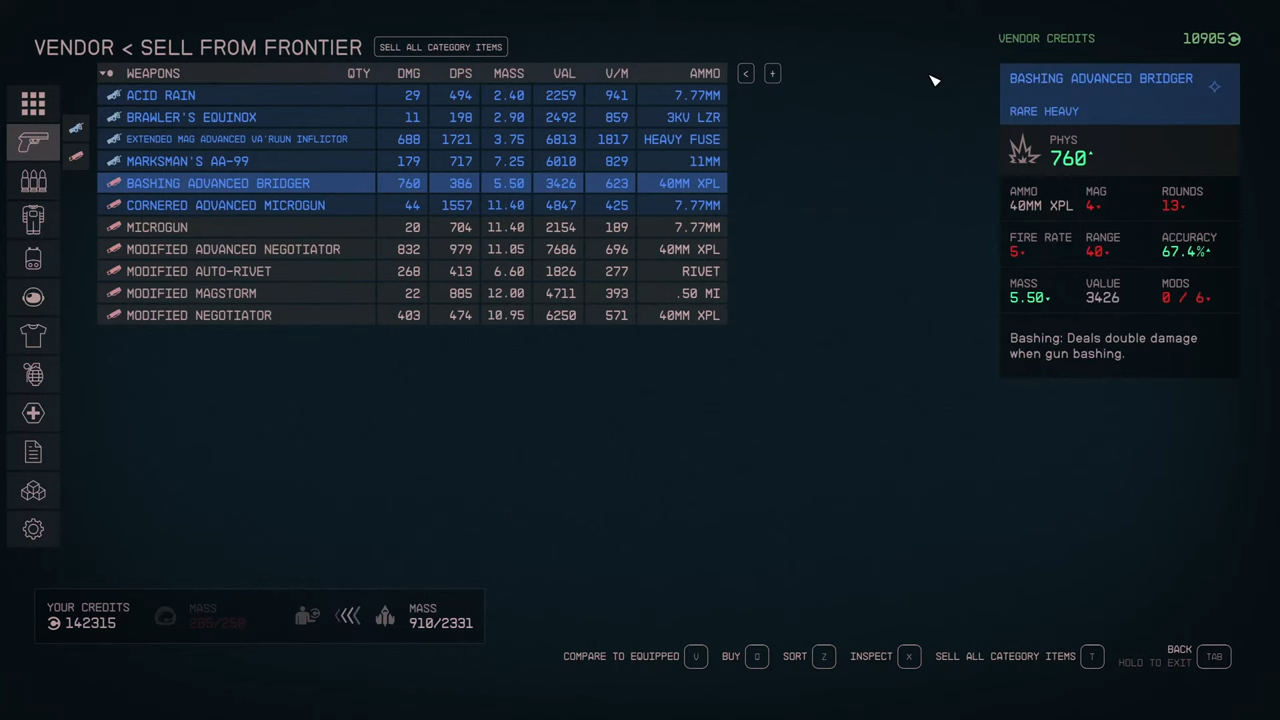 VENDOR < SELL FROM FRONTIER SELL ALL CATEGORY ITEMS
VENDOR CREDITS 10905
WEAPONS QTY DMG DPS MASS VAL V/M AMMO < +
ACID RAIN 29 494 2.40 2259 941 7.77MM
BRAWLER'S EQUINOX 11 198 2.90 2492 859 3KV LZR
EXTENDED MAG ADVANCED VA'RUUN INFLICTOR 688 1721 3.75 6813 1817 HEAVY FUSE
MARKSMAN'S AA-99 179 717 7.25 6010 829 11MM
BASHING ADVANCED BRIDGER 760 386 5.50 3426 623 40MM XPL
CORNERED ADVANCED MICROGUN 44 1557 11.40 4847 425 7.77MM
MICROGUN 20 704 11.40 2154 189 7.77MM
MODIFIED ADVANCED NEGOTIATOR 832 979 11.05 7686 696 40MM XPL
MODIFIED AUTO-RIVET 268 413 6.60 1826 277 RIVET
MODIFIED MAGSTORM 22 885 12.00 4711 393 .50 MI
MODIFIED NEGOTIATOR 403 474 10.95 6250 571 40MM XPL
BASHING ADVANCED BRIDGER
RARE HEAVY
PHYS
760
AMMO MAG ROUNDS
40MM XPL 4 13
FIRE RATE RANGE ACCURACY
5 40 67.4%
MASS VALUE MODS
5.50 3426 0 / 6
Bashing: Deals double damage
when gun bashing.
YOUR CREDITS MASS MASS
142315 285/250 910/2331
COMPARE TO EQUIPPED V BUY Q SORT Z INSPECT X SELL ALL CATEGORY ITEMS T BACK TAB
HOLD TO EXIT